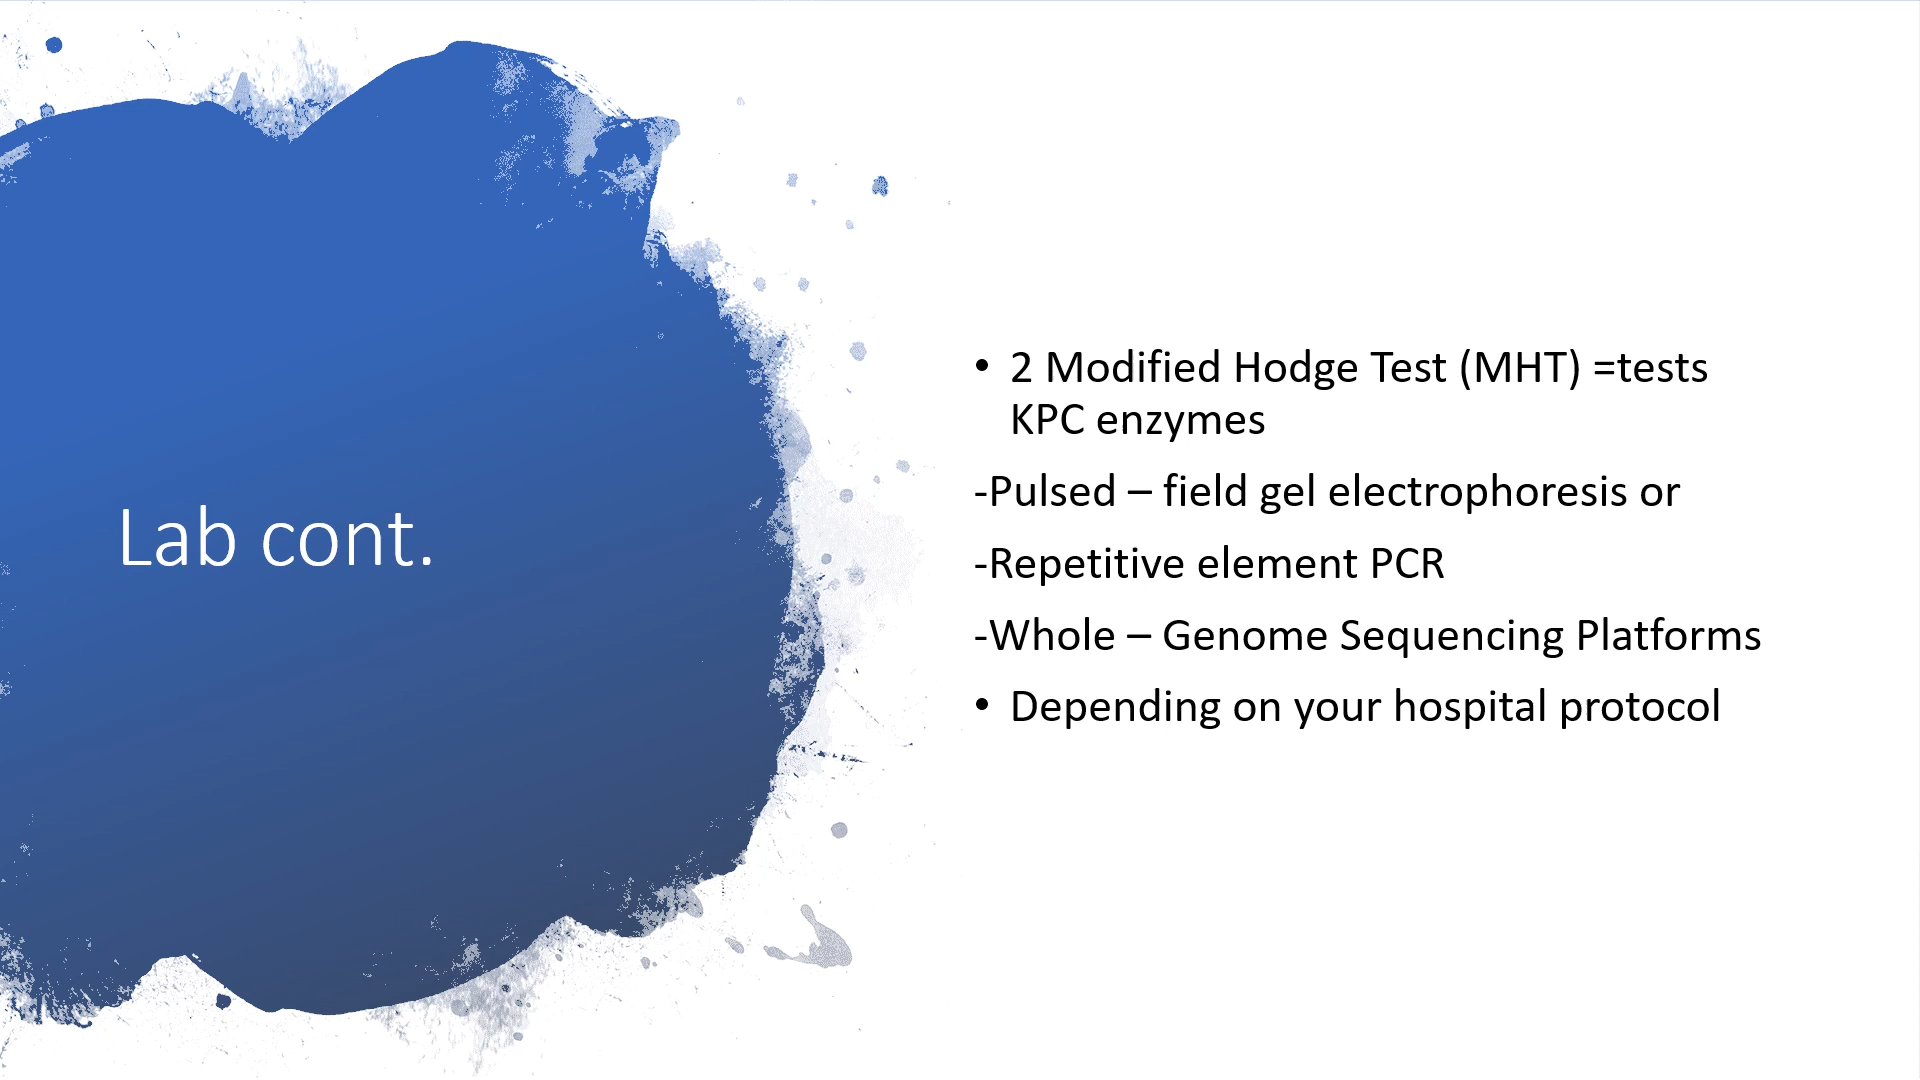 Lab cont.
• 2 Modified Hodge Test (MHT) =tests
KPC enzymes
-Pulsed – field gel electrophoresis or
-Repetitive element PCR
-Whole – Genome Sequencing Platforms
• Depending on your hospital protocol